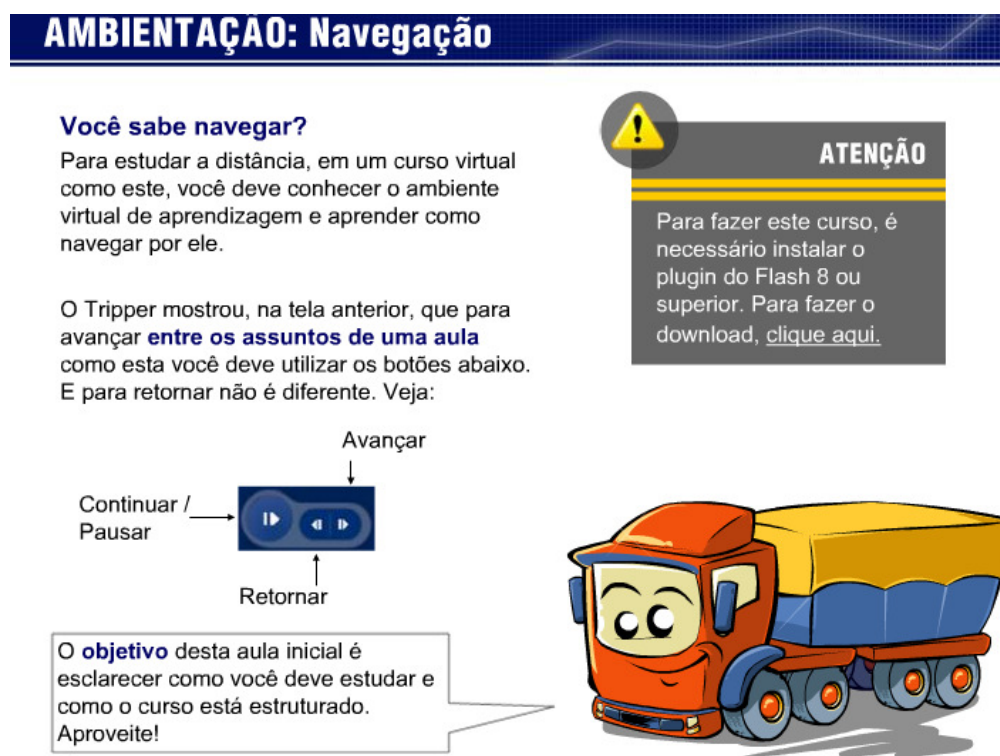 AMBIENTAÇÃO: Navegação
Você sabe navegar?
Para estudar a distância, em um curso virtual
como este, você deve conhecer o ambiente
virtual de aprendizagem e aprender como
navegar por ele.
O Tripper mostrou, na tela anterior, que para
avançar entre os assuntos de uma aula
como esta você deve utilizar os botões abaixo.
E para retornar não é diferente. Veja:
Avançar
Continuar /
Pausar
Retornar
O objetivo desta aula inicial é
esclarecer como você deve estudar e
como o curso está estruturado.
Aproveite!
ATENÇÃO
Para fazer este curso, é
necessário instalar o
plugin do Flash 8 ou
superior. Para fazer o
download, clique aqui.